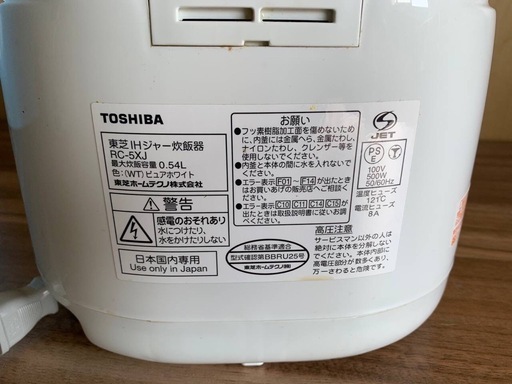 TOSHIBA
東芝IHジャー炊飯器
RC-5XJ
最大炊飯容量 0.54L
色:(WT) ピュアホワイト
東芝ホームテクノ株式会社
警告
感電のおそれあり
水につけたり、
水をかけたりしない
日本国内専用
Use only in Japan
お願い
●フッ素樹脂加工面を傷めないために、内釜には金属へら、金属たわし、
ナイロンたわし、クレンザー等を
使用しないでください。
●内釜と本体の間に水を入れないで
ください。
●エラー表示(F01～F14)が出たときは
お買いあげの販売店へご相談
ください。
●エラー表示C10 C11 C14 C15が
出たときは取扱説明書に従いお調べ
ください。
総務省基準適合
型式確認第BBRU25号
東芝ホームテクノ(株)
JET
PS
E
100V
500W
50/60Hz
温度ヒューズ
121℃
電流ヒューズ
8A
高圧注意
サービスマン以外の人は
絶対に本体を分解しない
でください。本体内部には
高電圧部分が数多くあり、
万一さわると危険です。